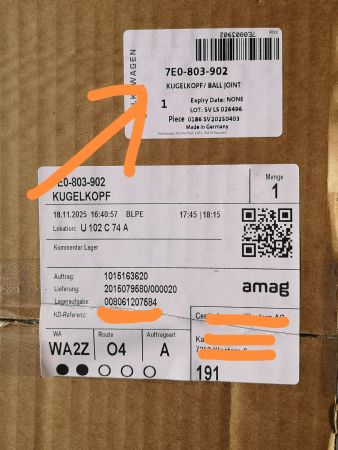 7E0803902
VOLKSWAGEN
7E0-803-902
KUGELKOPF/BALL JOINT
1
Expiry Date: NONE
LOT: SV LS 026496
Piece 01B6 SV20250403
Made in Germany
7E0-803-902
KUGELKOPF
Menge
1
18.11.2025 16:40:57 BLPE 17:45 | 18:15
Lokation: U 102 C 74 A
Kommentar Lager
Auftrag: 1015163620
Lieferung: 2015079580/000020
Lageraufgabe: 008061207584
KD-Referenz:
amag
WA
WA2Z
Route
04
Auftragsart
A
191